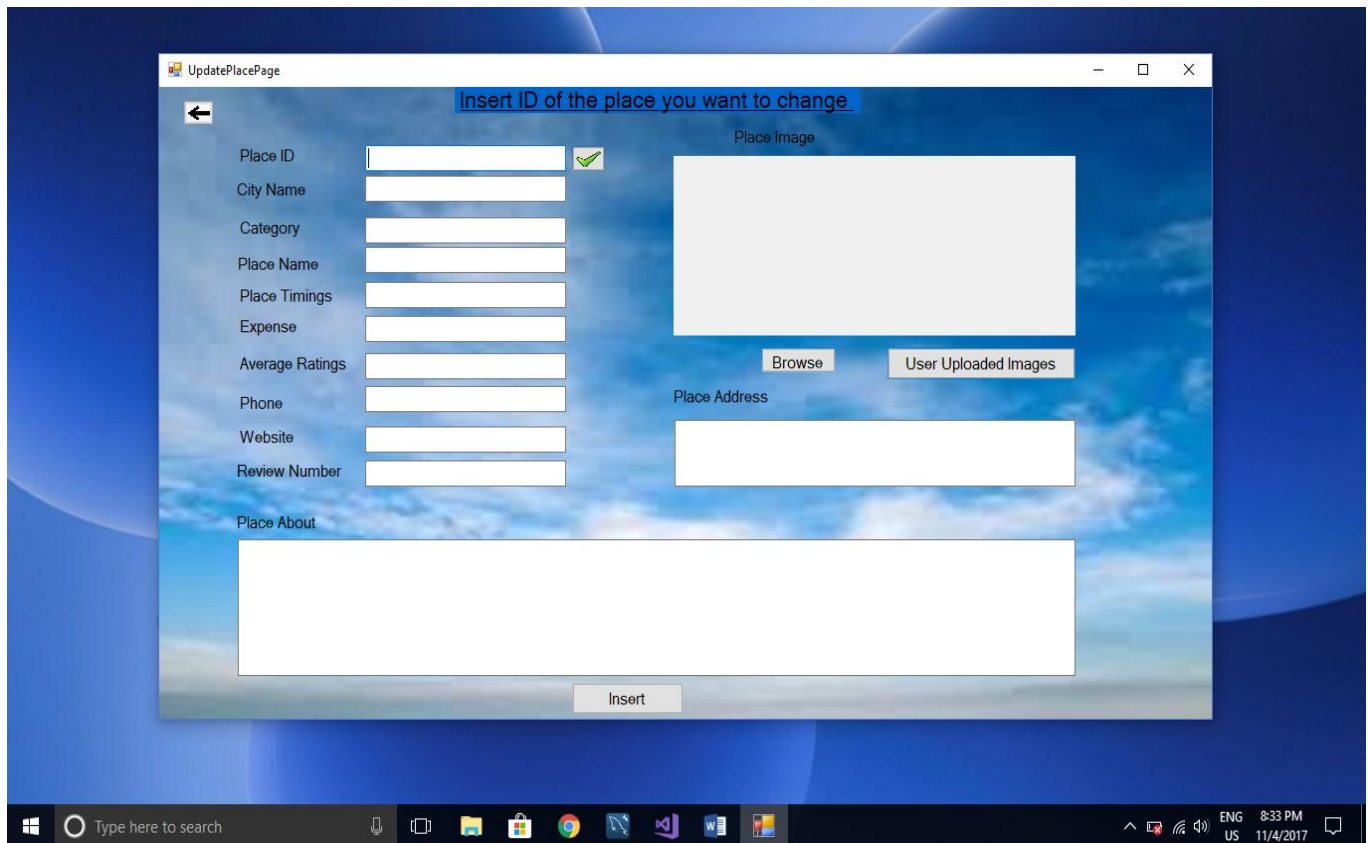 UpdatePlacePage
Insert ID of the place you want to change
Place Image
Place ID
City Name
Category
Place Name
Place Timings
Expense
Average Ratings
Browse
User Uploaded Images
Phone
Place Address
Website
Review Number
Place About
Insert
Type here to search
ENG
US
8:33 PM
11/4/2017